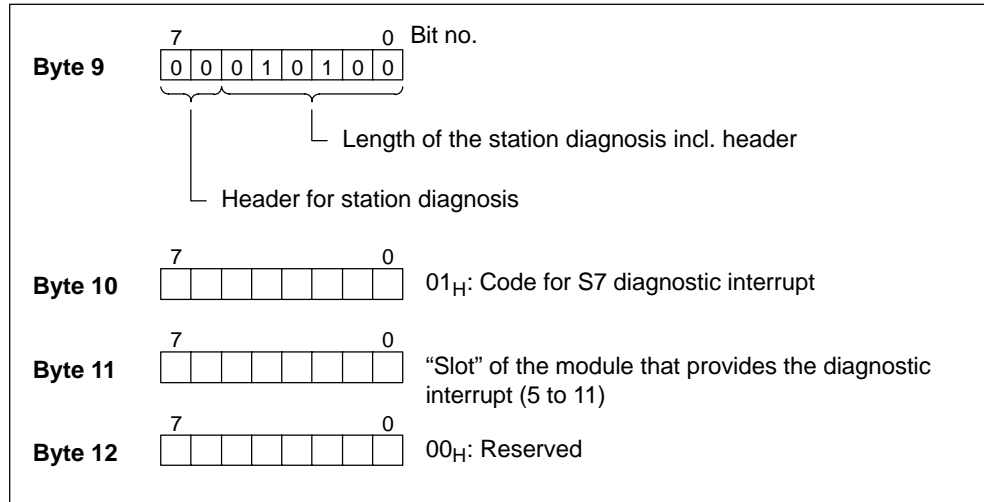 7 0 Bit no.
Byte 9 0 0 0 1 0 1 0 0
Length of the station diagnosis incl. header
Header for station diagnosis
7 0
Byte 10 01H: Code for S7 diagnostic interrupt
7 0
Byte 11 “Slot” of the module that provides the diagnostic
interrupt (5 to 11)
7 0
Byte 12 00H: Reserved